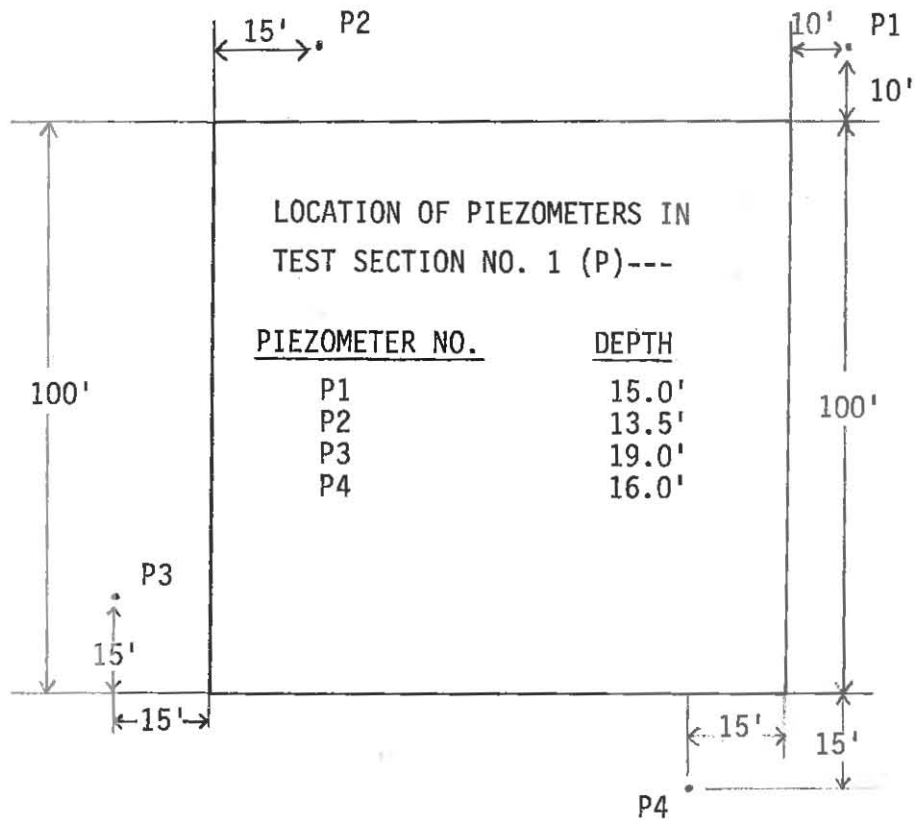 15' P2 10' P1
10'
LOCATION OF PIEZOMETERS IN
TEST SECTION NO. 1 (P)---
PIEZOMETER NO. DEPTH
100' P1 15.0' 100'
P2 13.5'
P3 19.0'
P4 16.0'
P3
15'
15' 15' 15'
P4